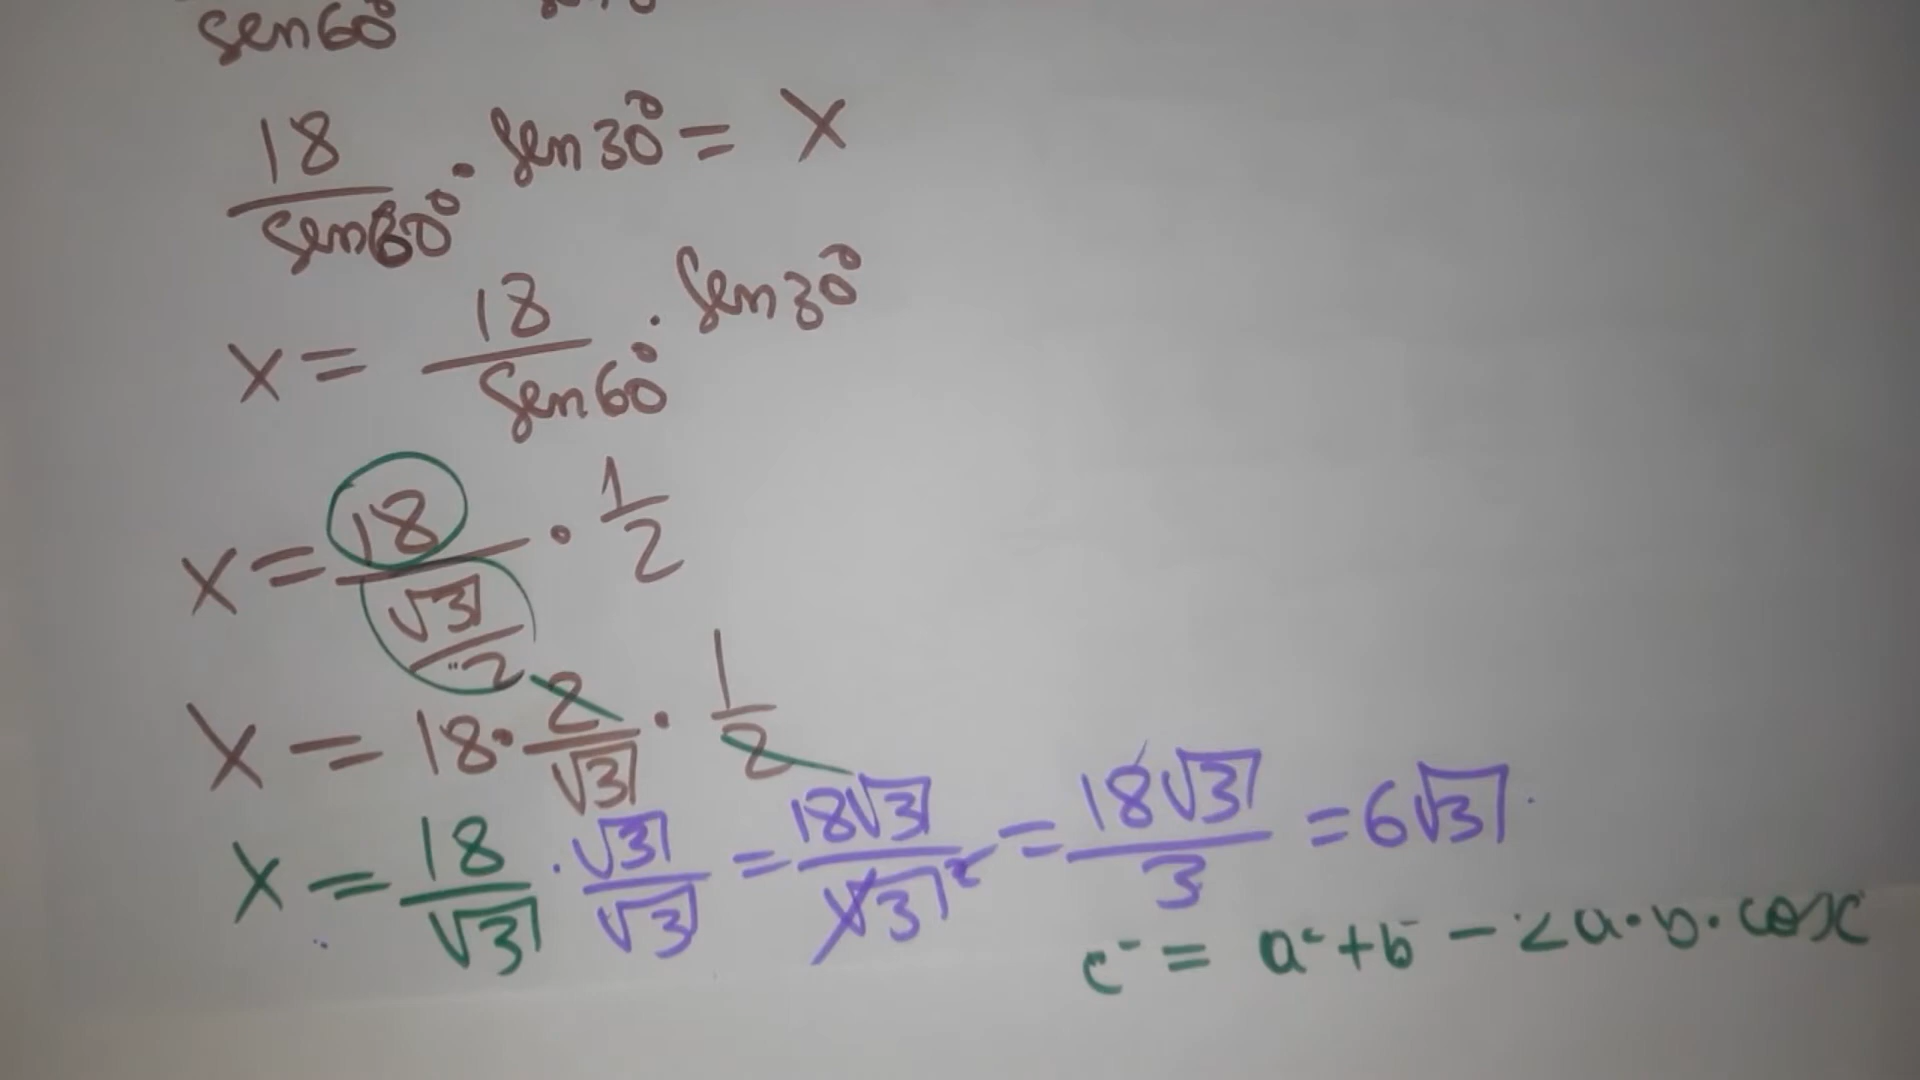 sen60°
18/sen60° · sen30° = x
x = 18/sen60° · sen30°
x = 18/(√3/2) · 1/2
x = 18 · 2/√3 · 1/2
x = 18/√3 · √3/√3 = 18√3/√3² = 18√3/3 = 6√3
c² = a² + b² - 2a·b·cosx